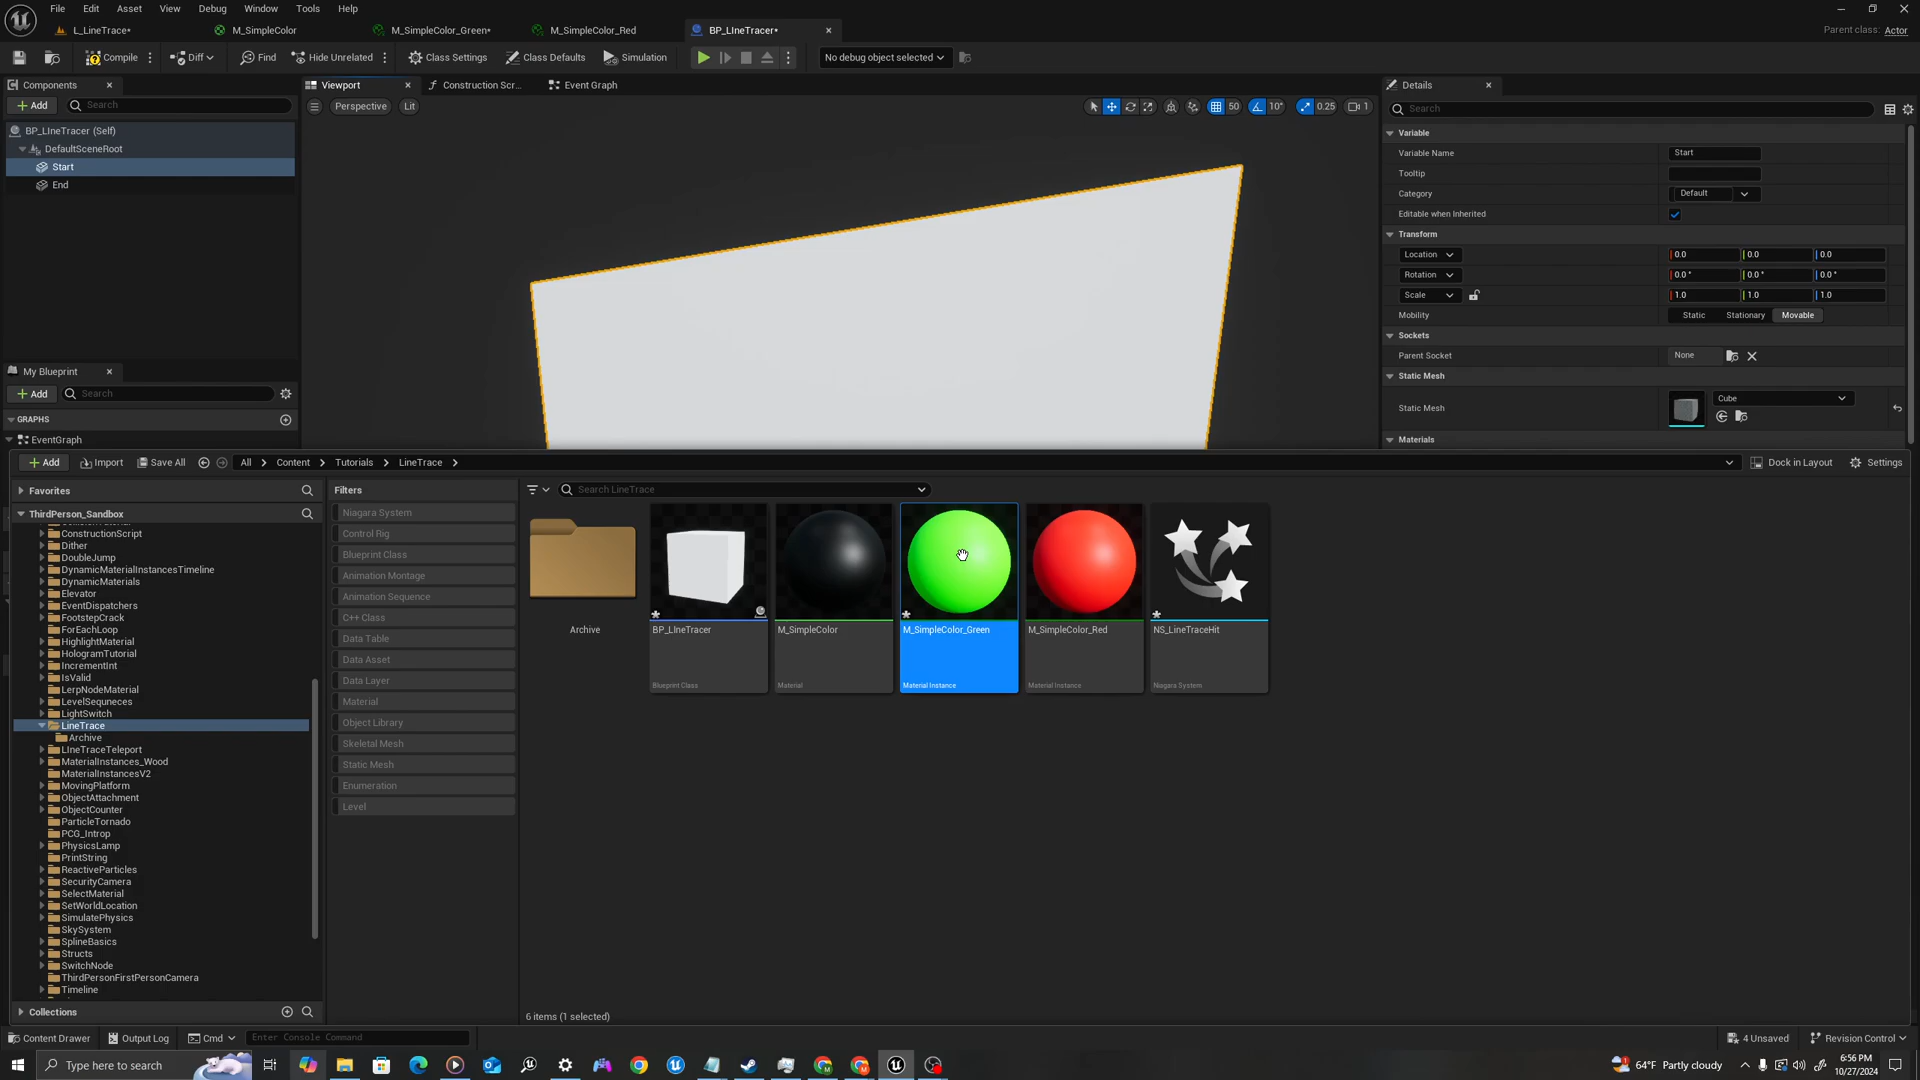 File Edit Asset View Debug Window Tools Help
L_LineTrace* M_SimpleColor M_SimpleColor_Green* M_SimpleColor_Red BP_LIneTracer*
Parent class: Actor
Compile Diff Find Hide Unrelated Class Settings Class Defaults Simulation No debug object selected
Components
Add Search
BP_LIneTracer (Self)
DefaultSceneRoot
Start
End
My Blueprint
Add Search
GRAPHS
EventGraph
Viewport Construction Scr... Event Graph
Perspective Lit 50 10° 0.25 1
Details
Search
Variable
Variable Name Start
Tooltip
Category Default
Editable when Inherited
Transform
Location 0.0 0.0 0.0
Rotation 0.0 ° 0.0 ° 0.0 °
Scale 1.0 1.0 1.0
Mobility Static Stationary Movable
Sockets
Parent Socket None
Static Mesh
Static Mesh Cube
Materials
Add Import Save All All Content Tutorials LineTrace Dock in Layout Settings
Favorites
ThirdPerson_Sandbox
ConstructionScript
Dither
DoubleJump
DynamicMaterialInstancesTimeline
DynamicMaterials
Elevator
EventDispatchers
FootstepCrack
ForEachLoop
HighlightMaterial
HologramTutorial
IncrementInt
IsValid
LerpNodeMaterial
LevelSequneces
LightSwitch
LineTrace
Archive
LIneTraceTeleport
MaterialInstances_Wood
MaterialInstancesV2
MovingPlatform
ObjectAttachment
ObjectCounter
ParticleTornado
PCG_Introp
PhysicsLamp
PrintString
ReactiveParticles
SecurityCamera
SelectMaterial
SetWorldLocation
SimulatePhysics
SkySystem
SplineBasics
Structs
SwitchNode
ThirdPersonFirstPersonCamera
Timeline
Collections
Filters
Niagara System
Control Rig
Blueprint Class
Animation Montage
Animation Sequence
C++ Class
Data Table
Data Asset
Data Layer
Material
Object Library
Skeletal Mesh
Static Mesh
Enumeration
Level
Search LineTrace
Archive
BP_LIneTracer
Blueprint Class
M_SimpleColor
Material
M_SimpleColor_Green
Material Instance
M_SimpleColor_Red
Material Instance
NS_LineTraceHit
Niagara System
6 items (1 selected)
Content Drawer Output Log Cmd Enter Console Command 4 Unsaved Revision Control
Type here to search
64°F Partly cloudy
6:56 PM
10/27/2024